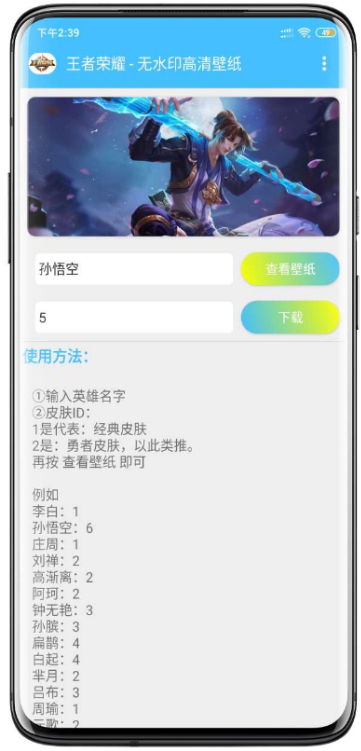 下午2:39
49
王者荣耀 - 无水印高清壁纸
孙悟空
查看壁纸
5
下载
使用方法：
①输入英雄名字
②皮肤ID：
1是代表：经典皮肤
2是：勇者皮肤，以此类推。
再按 查看壁纸 即可
例如
李白：1
孙悟空：6
庄周：1
刘禅：2
高渐离：2
阿珂：2
钟无艳：3
孙膑：3
扁鹊：4
白起：4
芈月：2
吕布：3
周瑜：1
元歌：2